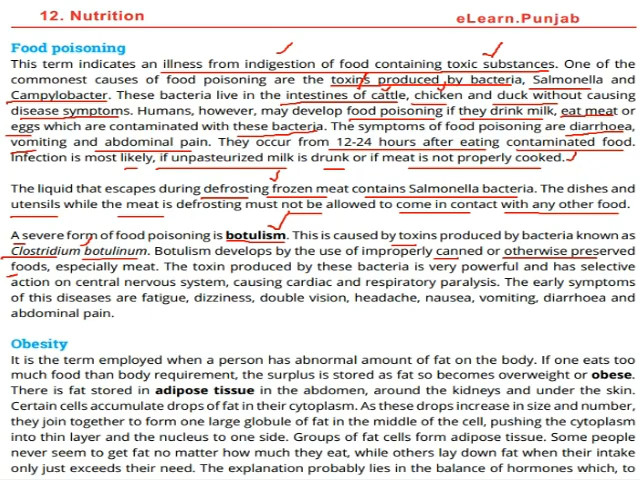 12. Nutrition
eLearn.Punjab
Food poisoning
This term indicates an illness from indigestion of food containing toxic substances. One of the
commonest causes of food poisoning are the toxins produced by bacteria, Salmonella and
Campylobacter. These bacteria live in the intestines of cattle, chicken and duck without causing
disease symptoms. Humans, however, may develop food poisoning if they drink milk, eat meat or
eggs which are contaminated with these bacteria. The symptoms of food poisoning are diarrhoea,
vomiting and abdominal pain. They occur from 12-24 hours after eating contaminated food.
Infection is most likely, if unpasteurized milk is drunk or if meat is not properly cooked.
The liquid that escapes during defrosting frozen meat contains Salmonella bacteria. The dishes and
utensils while the meat is defrosting must not be allowed to come in contact with any other food.
A severe form of food poisoning is botulism. This is caused by toxins produced by bacteria known as
Clostridium botulinum. Botulism develops by the use of improperly canned or otherwise preserved
foods, especially meat. The toxin produced by these bacteria is very powerful and has selective
action on central nervous system, causing cardiac and respiratory paralysis. The early symptoms
of this diseases are fatigue, dizziness, double vision, headache, nausea, vomiting, diarrhoea and
abdominal pain.
Obesity
It is the term employed when a person has abnormal amount of fat on the body. If one eats too
much food than body requirement, the surplus is stored as fat so becomes overweight or obese.
There is fat stored in adipose tissue in the abdomen, around the kidneys and under the skin.
Certain cells accumulate drops of fat in their cytoplasm. As these drops increase in size and number,
they join together to form one large globule of fat in the middle of the cell, pushing the cytoplasm
into thin layer and the nucleus to one side. Groups of fat cells form adipose tissue. Some people
never seem to get fat no matter how much they eat, while others lay down fat when their intake
only just exceeds their need. The explanation probably lies in the balance of hormones which, to